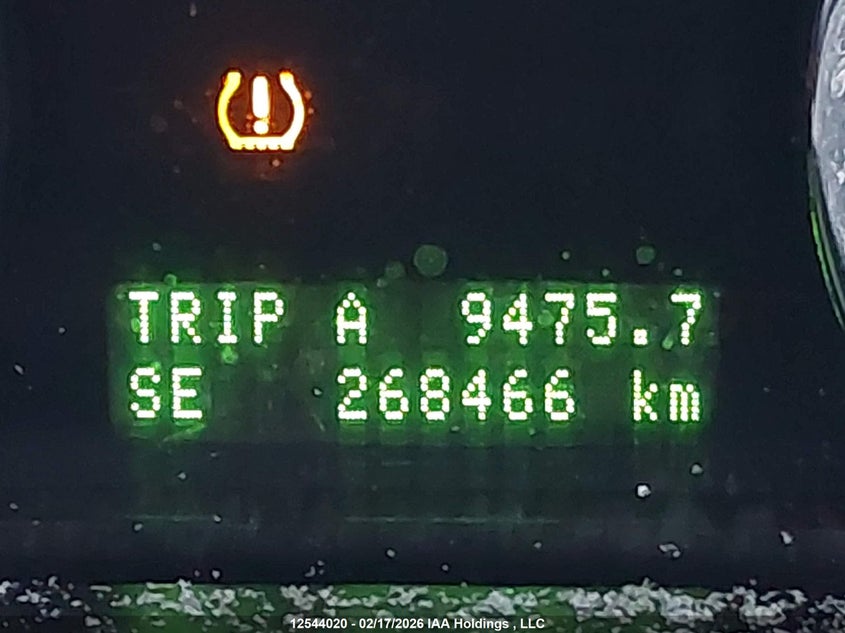 TRIP A 9475.7
SE 268466 km
12544020 - 02/17/2026 IAA Holdings , LLC